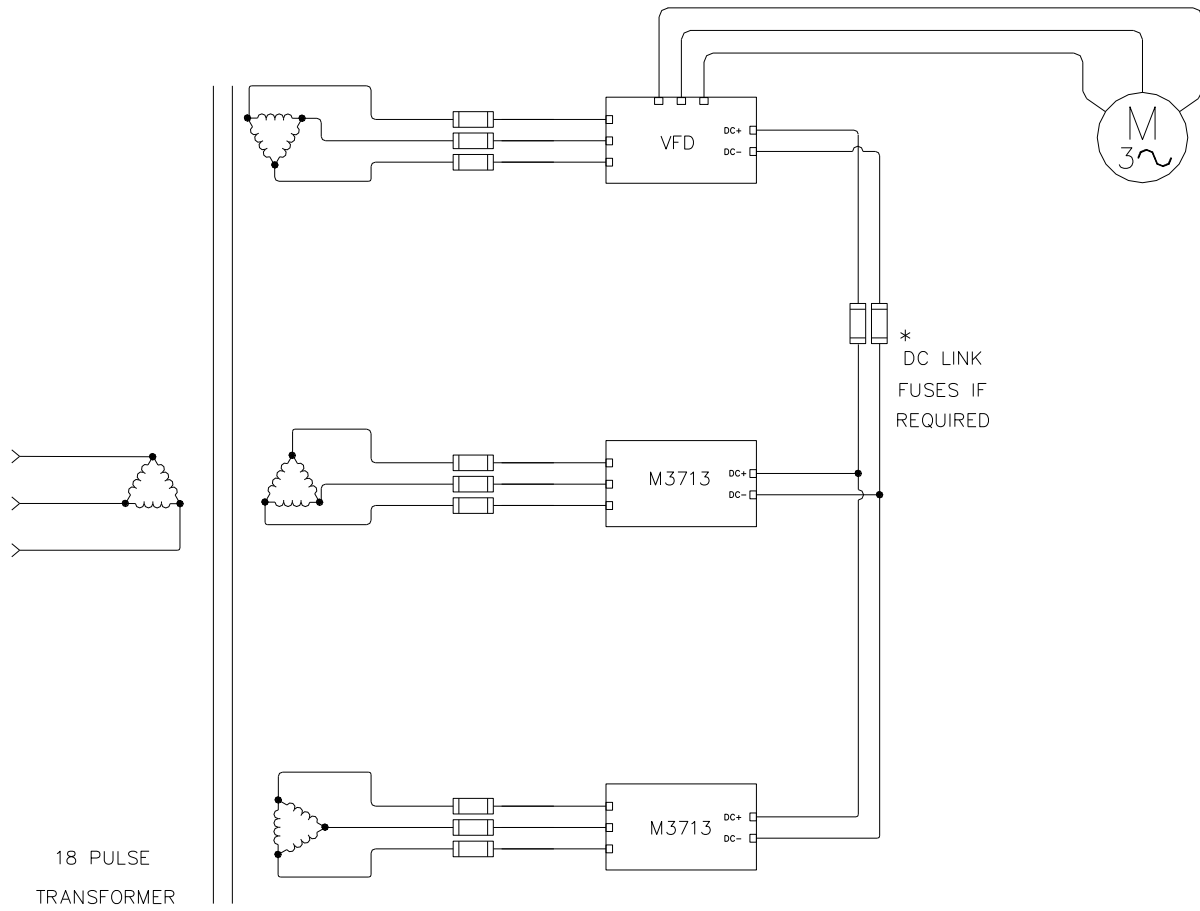 VFD
DC+
DC-
M
3~
*
DC LINK
FUSES IF
REQUIRED
M3713
DC+
DC-
M3713
DC+
DC-
18 PULSE
TRANSFORMER